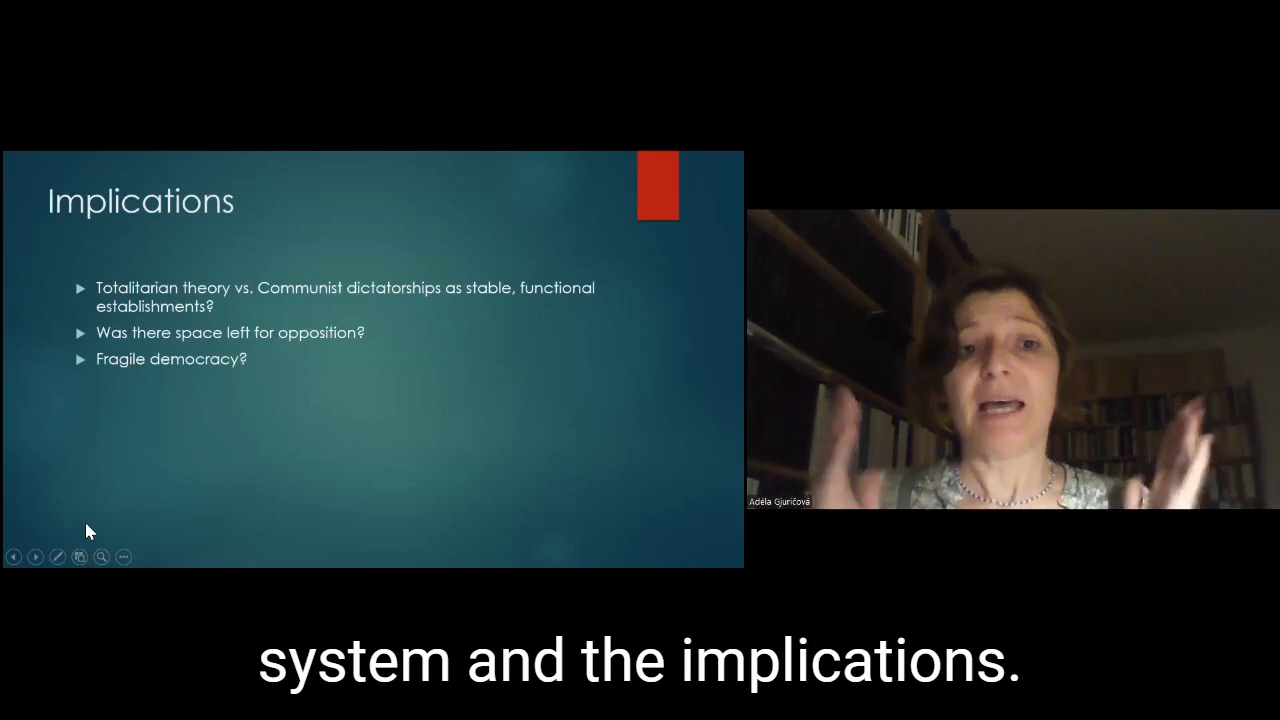 Implications
Totalitarian theory vs. Communist dictatorships as stable, functional
establishments?
Was there space left for opposition?
Fragile democracy?
Adéla Gjuričová
system and the implications.